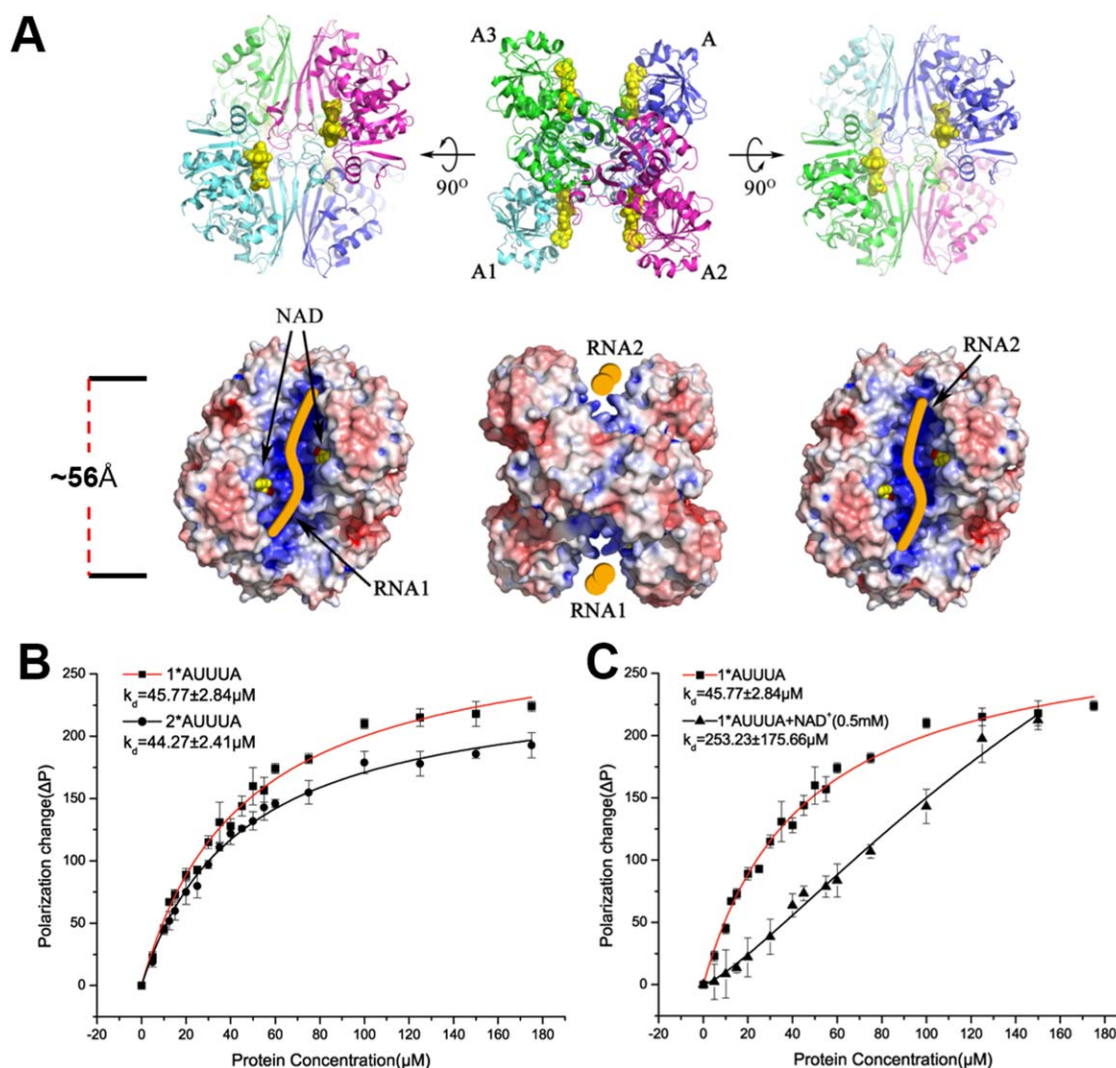 A
A3
A
90°
90°
A1
A2
NAD
RNA2
RNA2
~56Å
RNA1
RNA1
B
1*AUUUA
k_d=45.77±2.84µM
2*AUUUA
k_d=44.27±2.41µM
Polarization change(ΔP)
250
200
150
100
50
0
-20 0 20 40 60 80 100 120 140 160 180
Protein Concentration(µM)
C
1*AUUUA
k_d=45.77±2.84µM
1*AUUUA+NAD⁺(0.5mM)
k_d=253.23±175.66µM
Polarization change(ΔP)
250
200
150
100
50
0
-20 0 20 40 60 80 100 120 140 160 180
Protein Concentration(µM)